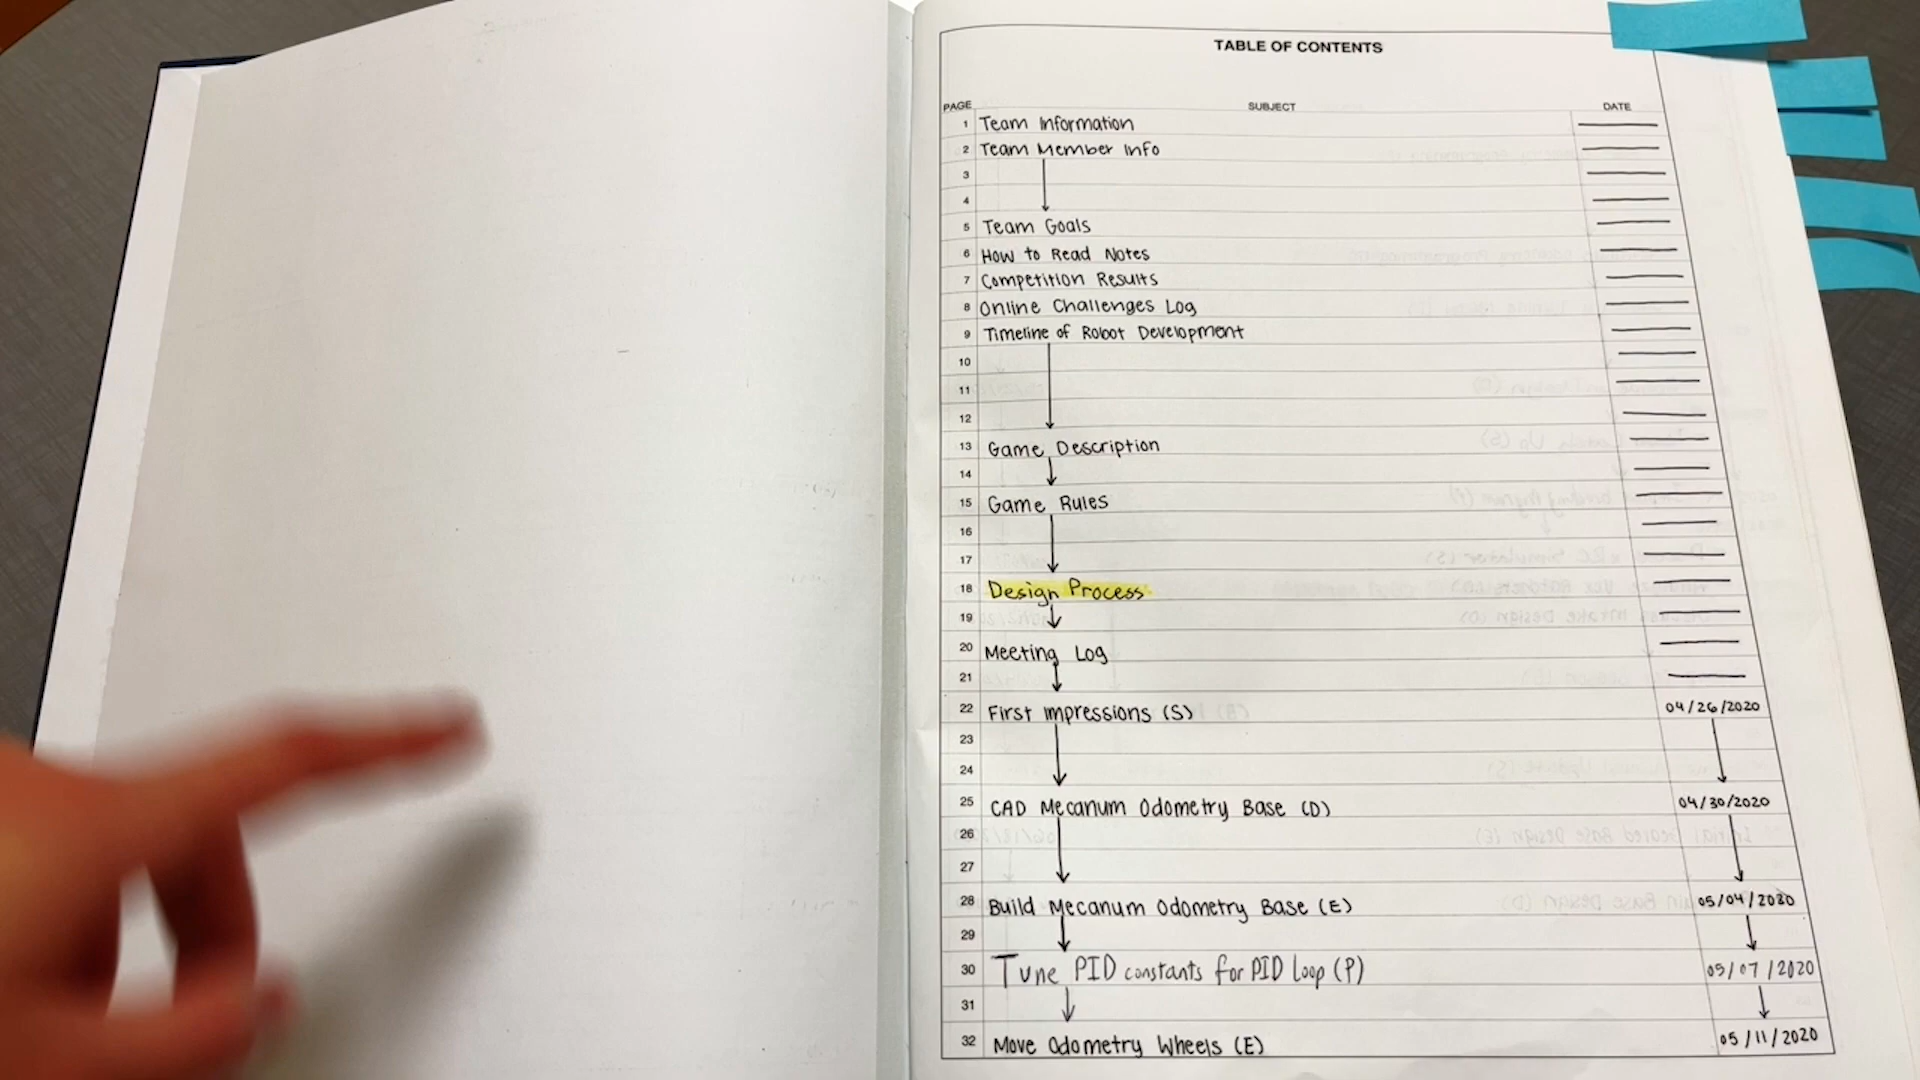 TABLE OF CONTENTS
PAGE SUBJECT DATE
1 Team Information
2 Team Member Info
3
4
5 Team Goals
6 How to Read Notes
7 Competition Results
8 Online Challenges Log
9 Timeline of Robot Development
10
11
12
13 Game Description
14
15 Game Rules
16
17
18 Design Process
19
20 Meeting Log
21
22 First Impressions (S) 04/26/2020
23
24
25 CAD Mecanum Odometry Base (D) 04/30/2020
26
27
28 Build Mecanum Odometry Base (E) 05/04/2020
29
30 Tune PID constants for PID loop (P) 05/07/2020
31
32 Move Odometry Wheels (E) 05/11/2020